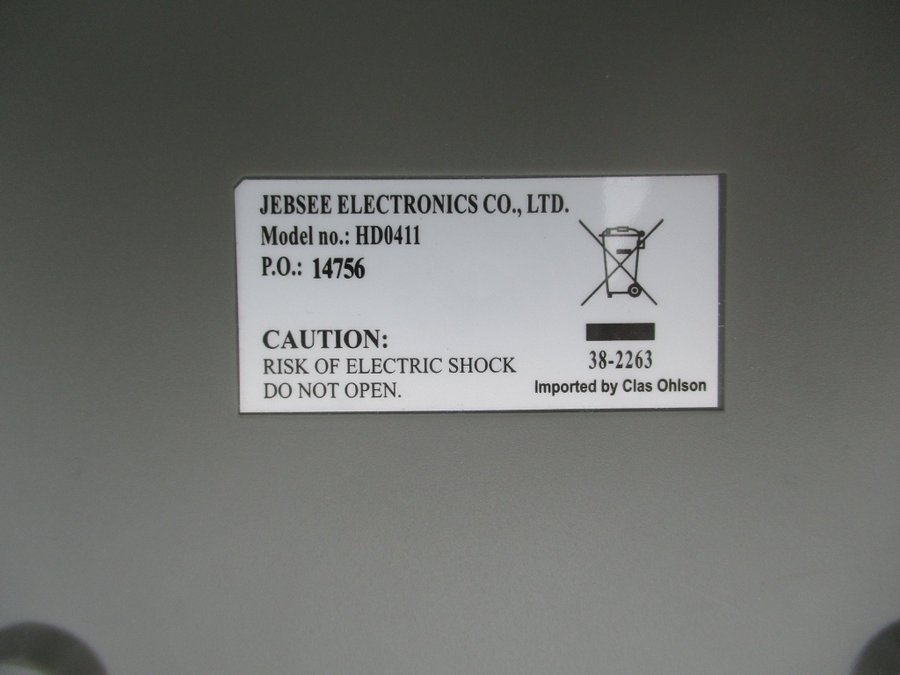 JEBSEE ELECTRONICS CO., LTD.
Model no.: HD0411
P.O.: 14756
CAUTION:
RISK OF ELECTRIC SHOCK
DO NOT OPEN.
38-2263
Imported by Clas Ohlson